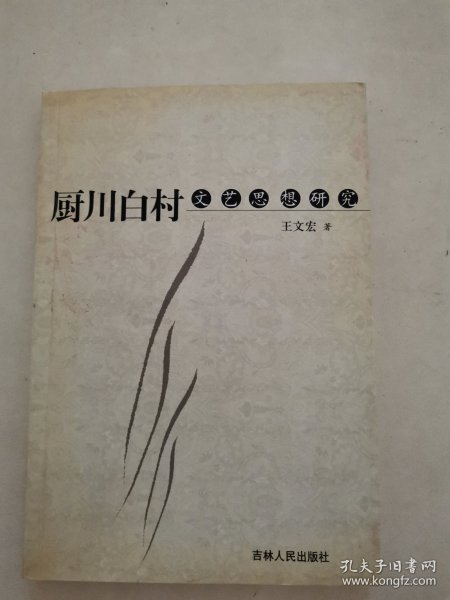 厨川白村文艺思想研究
王文宏 著
吉林人民出版社
孔夫子旧书网
www.kongfz.com